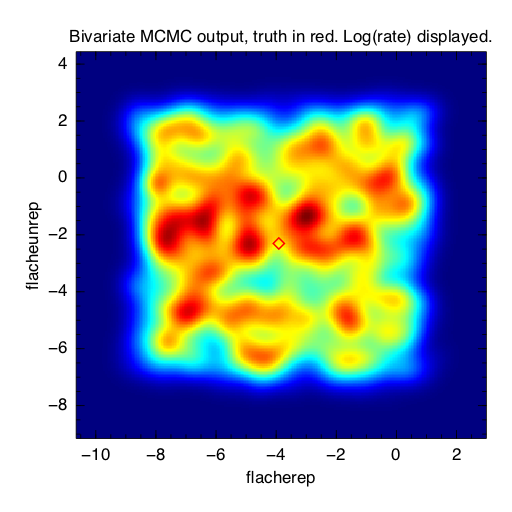 Bivariate MCMC output, truth in red. Log(rate) displayed.
4
2
0
−2
−4
−6
−8
flacheunrep
−10 −8 −6 −4 −2 0 2
flacherep